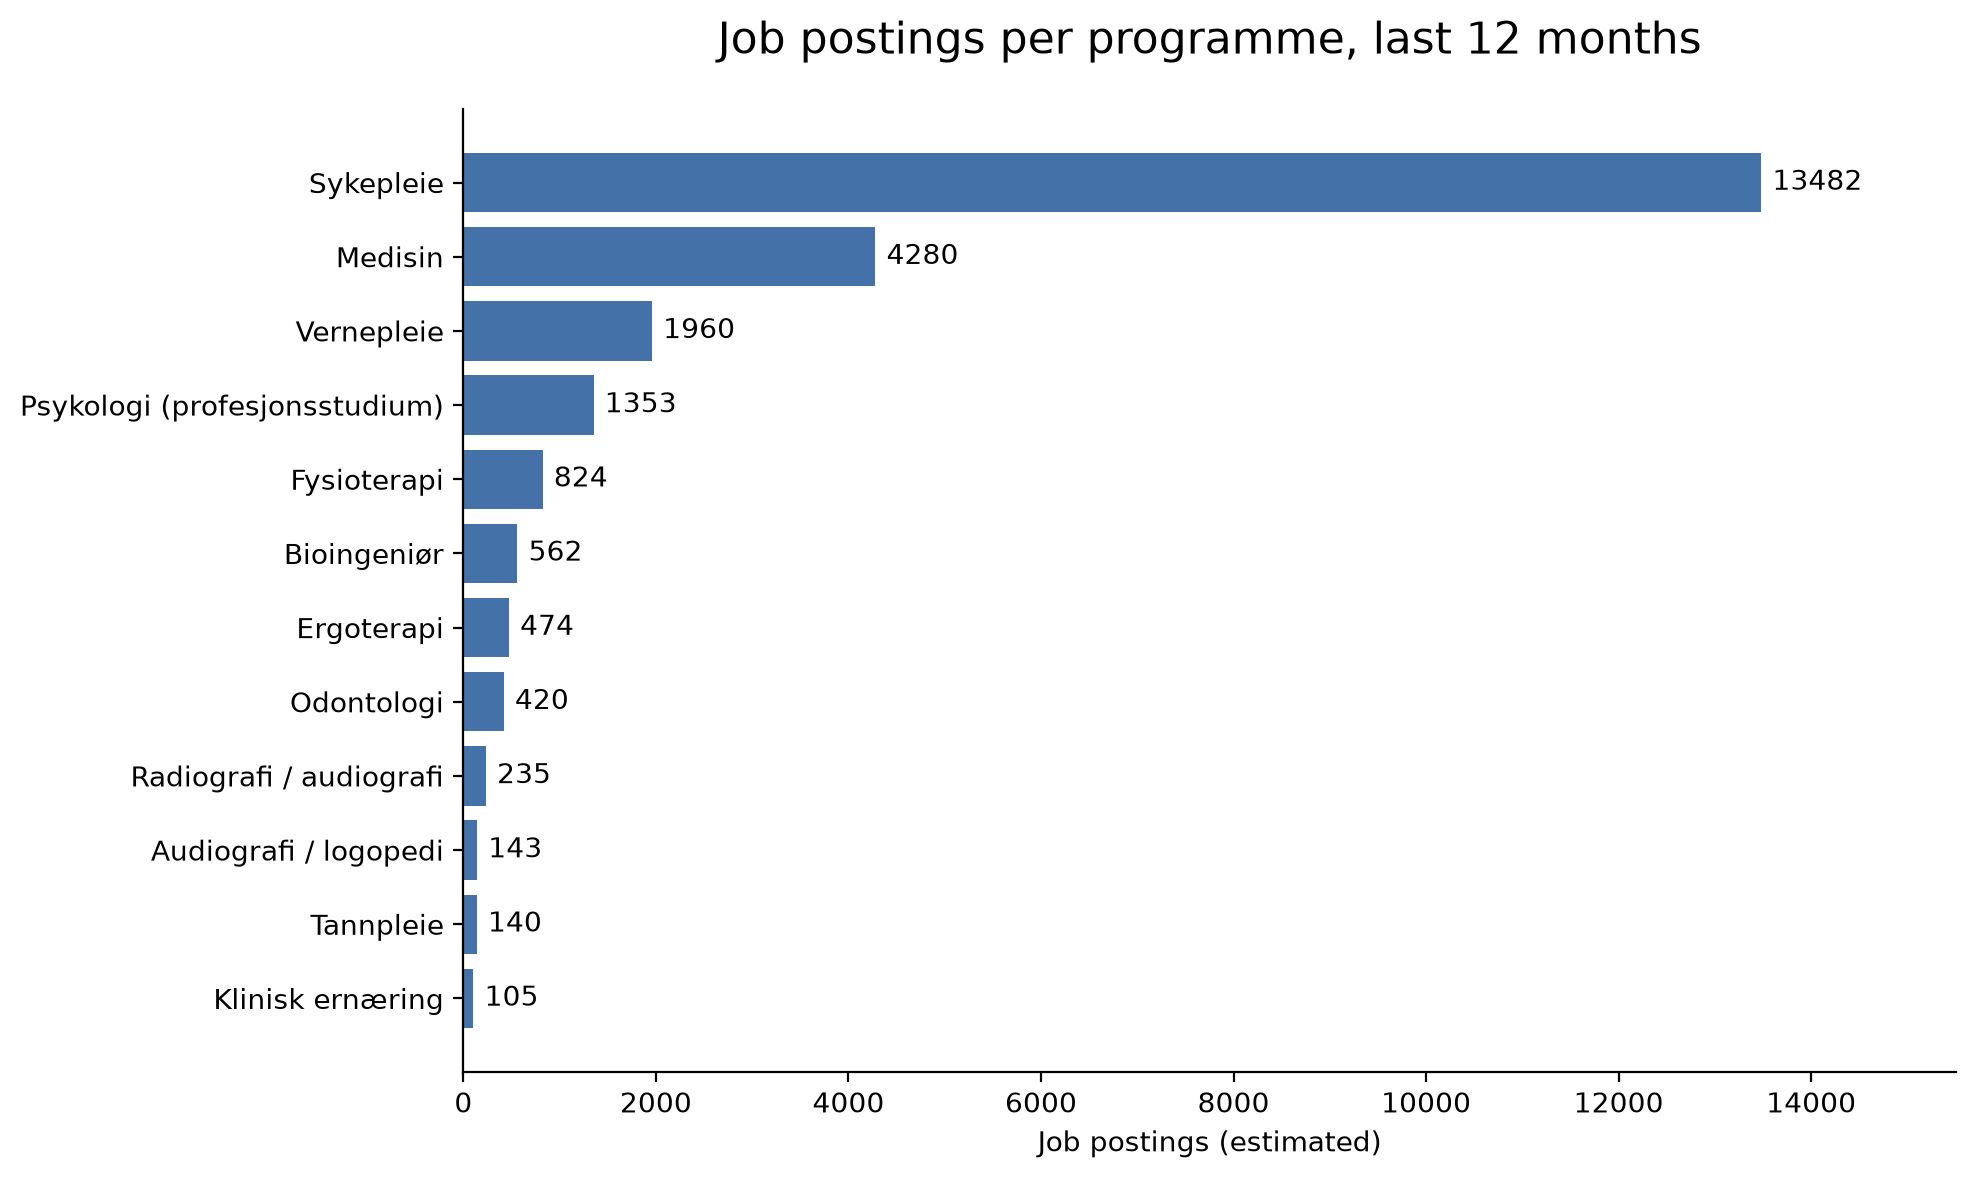 Job postings per programme, last 12 months
Sykepleie 13482
Medisin 4280
Vernepleie 1960
Psykologi (profesjonsstudium) 1353
Fysioterapi 824
Bioingeniør 562
Ergoterapi 474
Odontologi 420
Radiografi / audiografi 235
Audiografi / logopedi 143
Tannpleie 140
Klinisk ernæring 105
0 2000 4000 6000 8000 10000 12000 14000
Job postings (estimated)